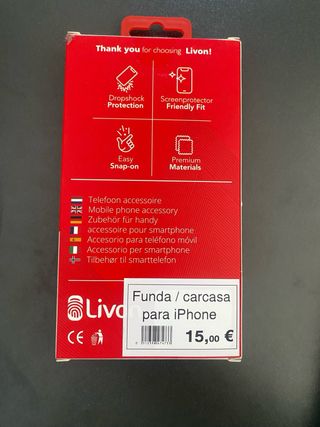 Thank you for choosing Livon!
Dropshock
Protection
Screenprotector
Friendly Fit
Easy
Snap-on
Premium
Materials
Telefoon accessoire
Mobile phone accessory
Zubehör für handy
accessoire pour smartphone
Accesorio para teléfono móvil
Accesorio per smartphone
Tilbehør til smarttelefon
Livon
Funda / carcasa
para iPhone
15,00 €
CE